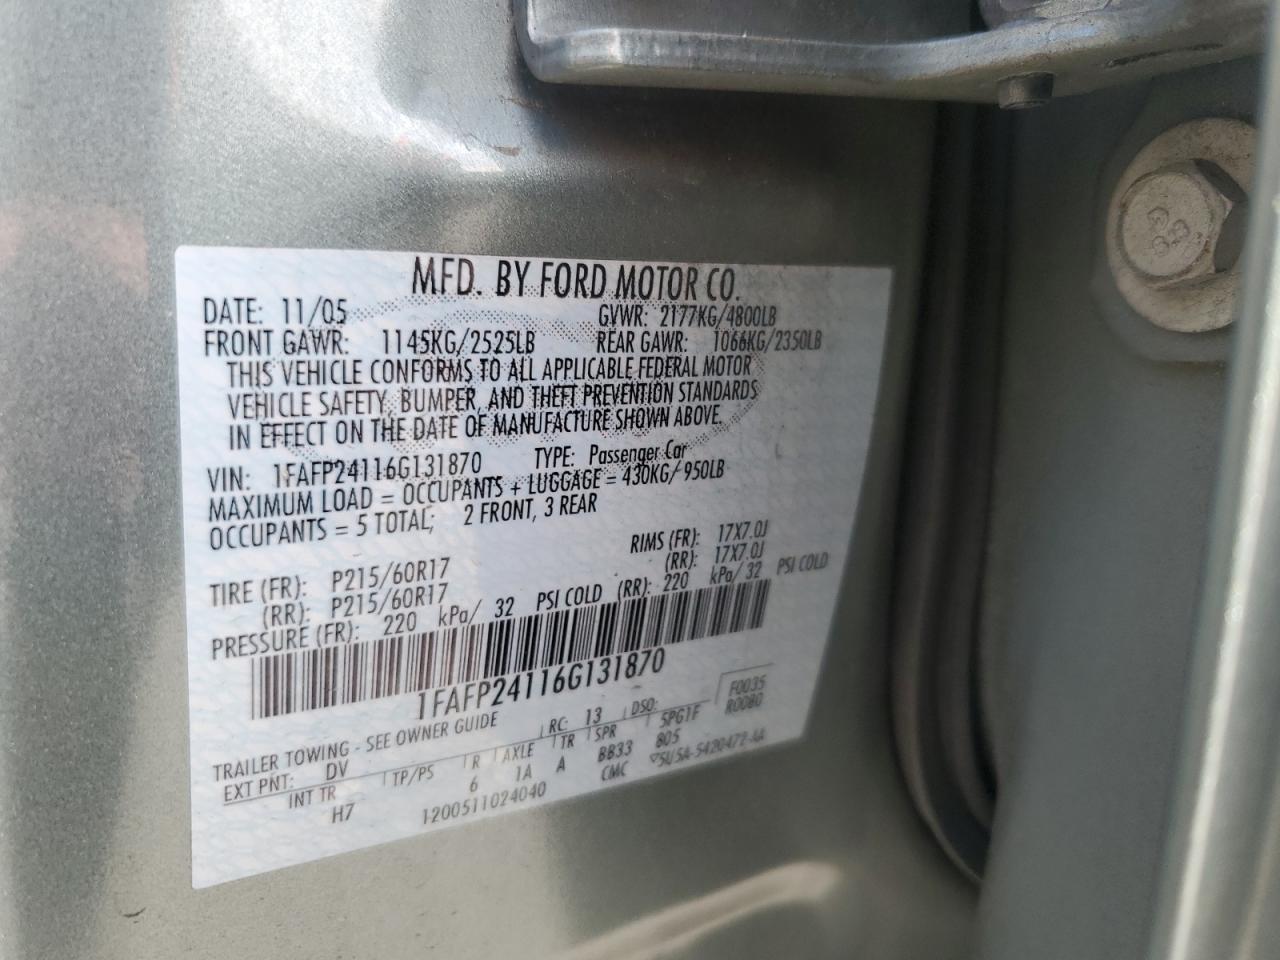 MFD. BY FORD MOTOR CO.
DATE: 11/05 GVWR: 2177KG/4800LB
FRONT GAWR: 1145KG/2525LB REAR GAWR: 1066KG/2350LB
THIS VEHICLE CONFORMS TO ALL APPLICABLE FEDERAL MOTOR
VEHICLE SAFETY, BUMPER, AND THEFT PREVENTION STANDARDS
IN EFFECT ON THE DATE OF MANUFACTURE SHOWN ABOVE.
VIN: 1FAFP24116G131870 TYPE: Passenger Car
MAXIMUM LOAD = OCCUPANTS + LUGGAGE = 430KG/950LB
OCCUPANTS = 5 TOTAL; 2 FRONT, 3 REAR
TIRE (FR): P215/60R17 RIMS (FR): 17X7.0J
(RR): P215/60R17 (RR): 17X7.0J
PRESSURE (FR): 220 kPa/ 32 PSI COLD (RR): 220 kPa/ 32 PSI COLD
1FAFP24116G131870
TRAILER TOWING - SEE OWNER GUIDE F0035
EXT PNT: DV RC: 13 DSO: R0080
INT TR TP/PS R AXLE TR SPR 5PG1F
H7 6 1A A BB33 805
1200511024040 CMC ▽5U5A-5420472-AA
88